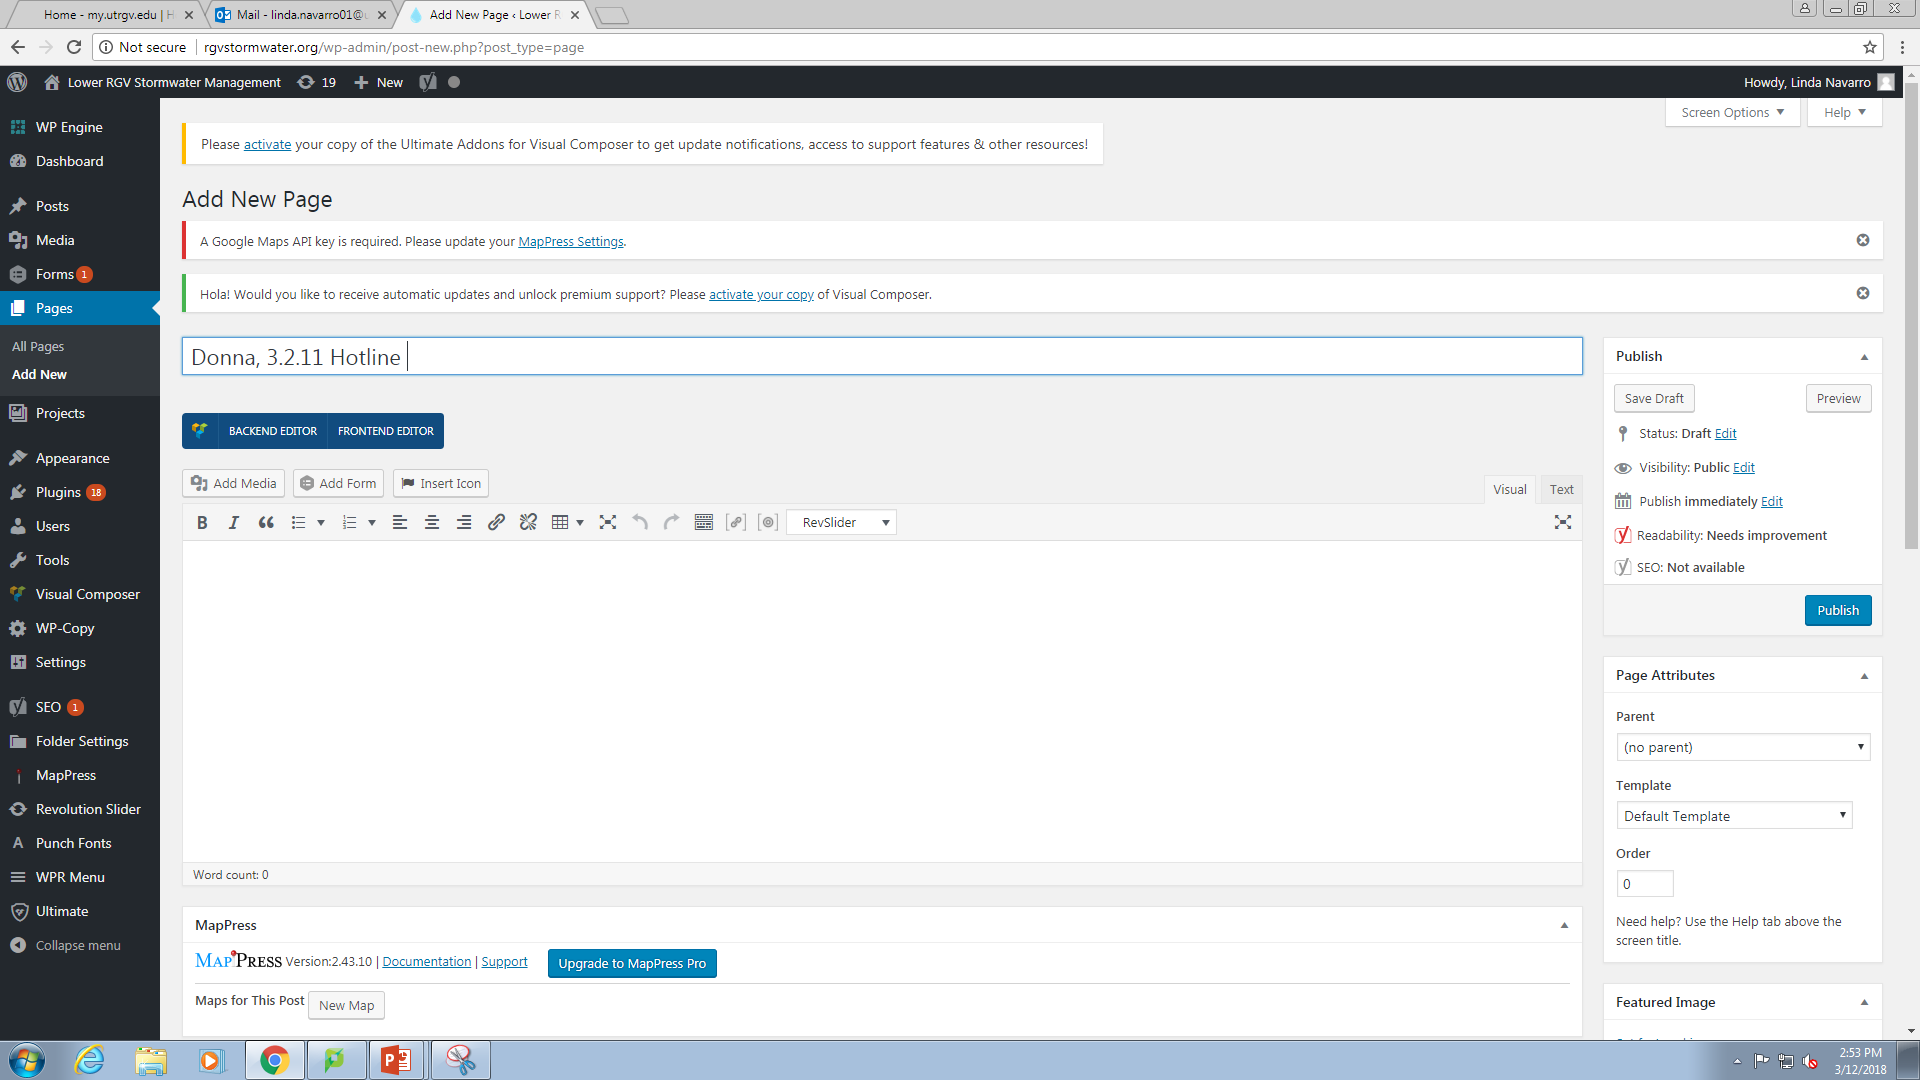 Home - my.utrgv.edu | H
Mail - linda.navarro01@u
Add New Page ‹ Lower R
Not secure rgvstormwater.org/wp-admin/post-new.php?post_type=page
Lower RGV Stormwater Management 19 New
Howdy, Linda Navarro
Screen Options Help
WP Engine
Dashboard
Posts
Media
Forms 1
Pages
All Pages
Add New
Projects
Appearance
Plugins 18
Users
Tools
Visual Composer
WP-Copy
Settings
SEO 1
Folder Settings
MapPress
Revolution Slider
Punch Fonts
WPR Menu
Ultimate
Collapse menu
Please activate your copy of the Ultimate Addons for Visual Composer to get update notifications, access to support features & other resources!
Add New Page
A Google Maps API key is required. Please update your MapPress Settings.
Hola! Would you like to receive automatic updates and unlock premium support? Please activate your copy of Visual Composer.
Donna, 3.2.11 Hotline
BACKEND EDITOR FRONTEND EDITOR
Add Media Add Form Insert Icon
Visual Text
RevSlider
Word count: 0
MapPress
MAPPRESS Version:2.43.10 | Documentation | Support Upgrade to MapPress Pro
Maps for This Post New Map
Publish
Save Draft Preview
Status: Draft Edit
Visibility: Public Edit
Publish immediately Edit
Readability: Needs improvement
SEO: Not available
Publish
Page Attributes
Parent
(no parent)
Template
Default Template
Order
0
Need help? Use the Help tab above the
screen title.
Featured Image
2:53 PM
3/12/2018